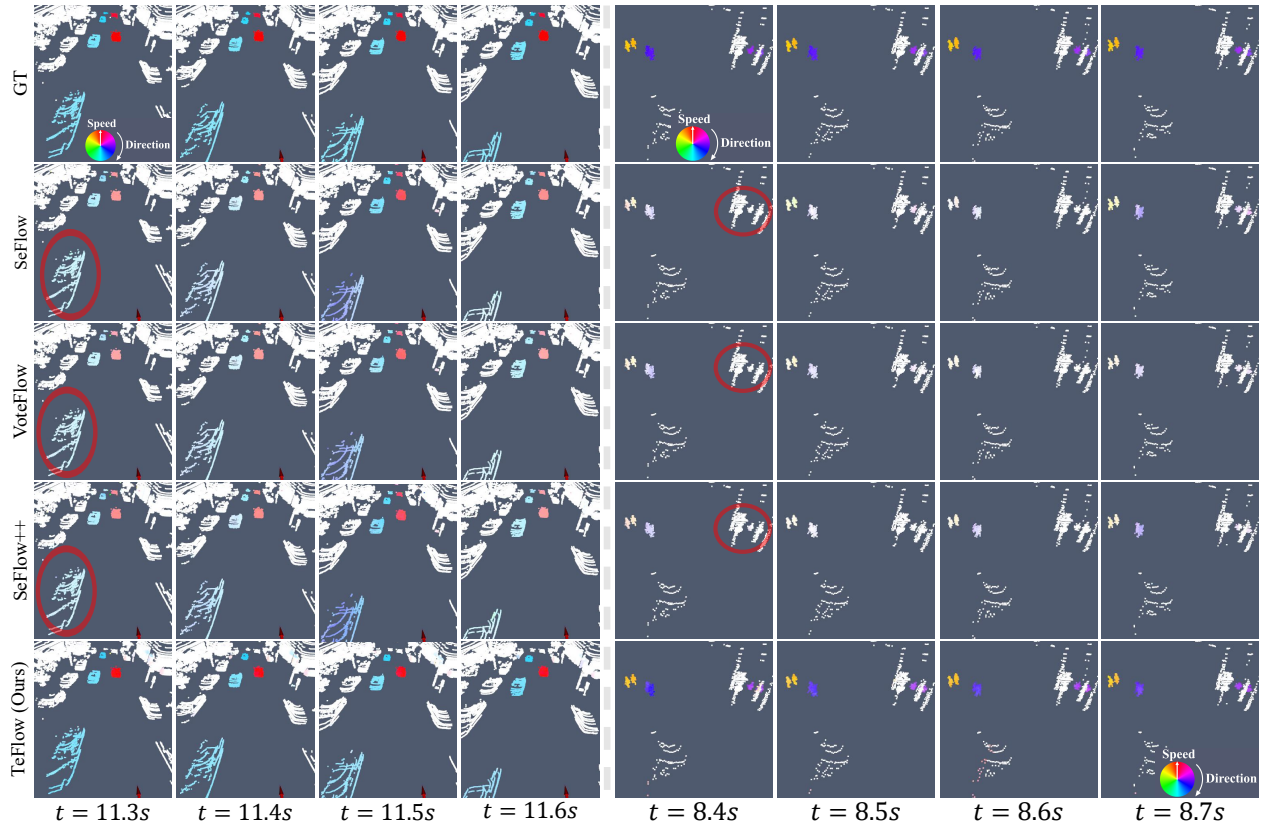 GT
Speed
Direction
Speed
Direction
SeFlow
VoteFlow
SeFlow++
TeFlow (Ours)
Speed
Direction
t = 11.3s
t = 11.4s
t = 11.5s
t = 11.6s
t = 8.4s
t = 8.5s
t = 8.6s
t = 8.7s